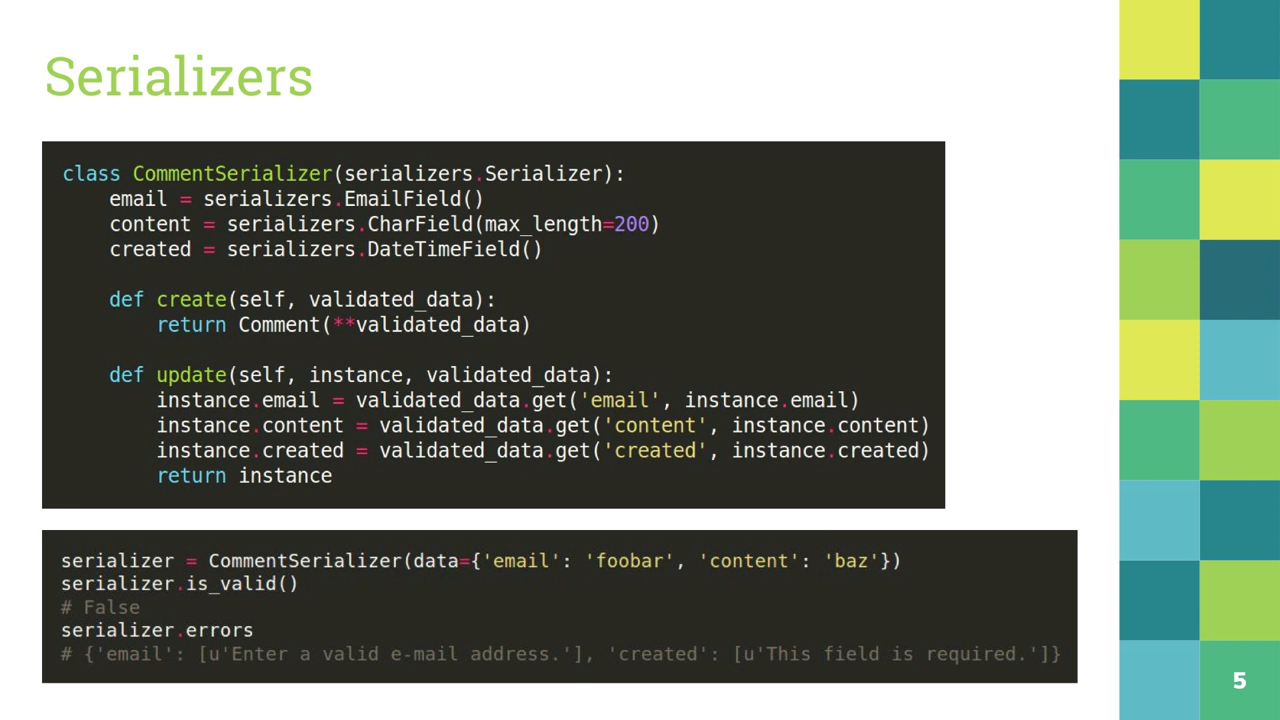 Serializers
class CommentSerializer(serializers.Serializer):
    email = serializers.EmailField()
    content = serializers.CharField(max_length=200)
    created = serializers.DateTimeField()

    def create(self, validated_data):
        return Comment(**validated_data)

    def update(self, instance, validated_data):
        instance.email = validated_data.get('email', instance.email)
        instance.content = validated_data.get('content', instance.content)
        instance.created = validated_data.get('created', instance.created)
        return instance
serializer = CommentSerializer(data={'email': 'foobar', 'content': 'baz'})
serializer.is_valid()
# False
serializer.errors
# {'email': [u'Enter a valid e-mail address.'], 'created': [u'This field is required.']}
5